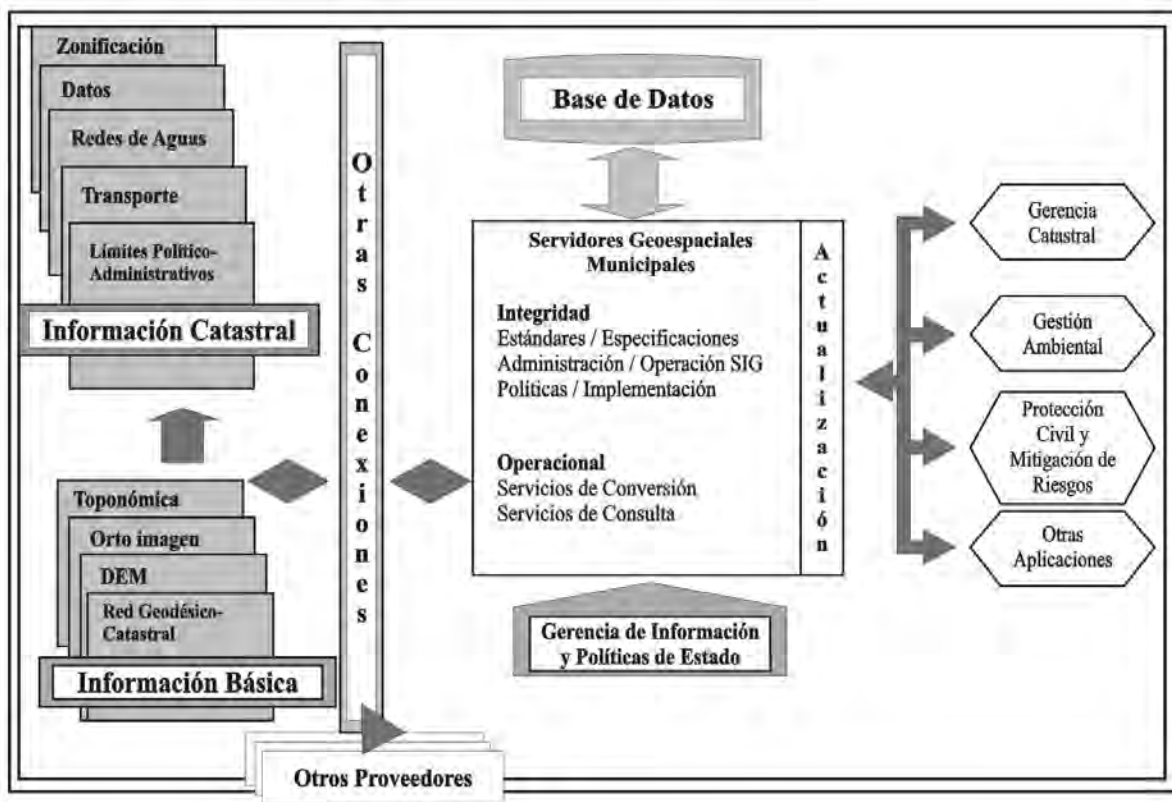 Zonificación
Datos
Redes de Aguas
Transporte
Límites Político-
Administrativos
Información Catastral
Toponómica
Orto imagen
DEM
Red Geodésico-
Catastral
Información Básica
Otras Conexiones
Otros Proveedores
Base de Datos
Servidores Geoespaciales
Municipales
Integridad
Estándares / Especificaciones
Administración / Operación SIG
Políticas / Implementación
Operacional
Servicios de Conversión
Servicios de Consulta
Actualización
Gerencia de Información
y Políticas de Estado
Gerencia
Catastral
Gestión
Ambiental
Protección
Civil y
Mitigación de
Riesgos
Otras
Aplicaciones